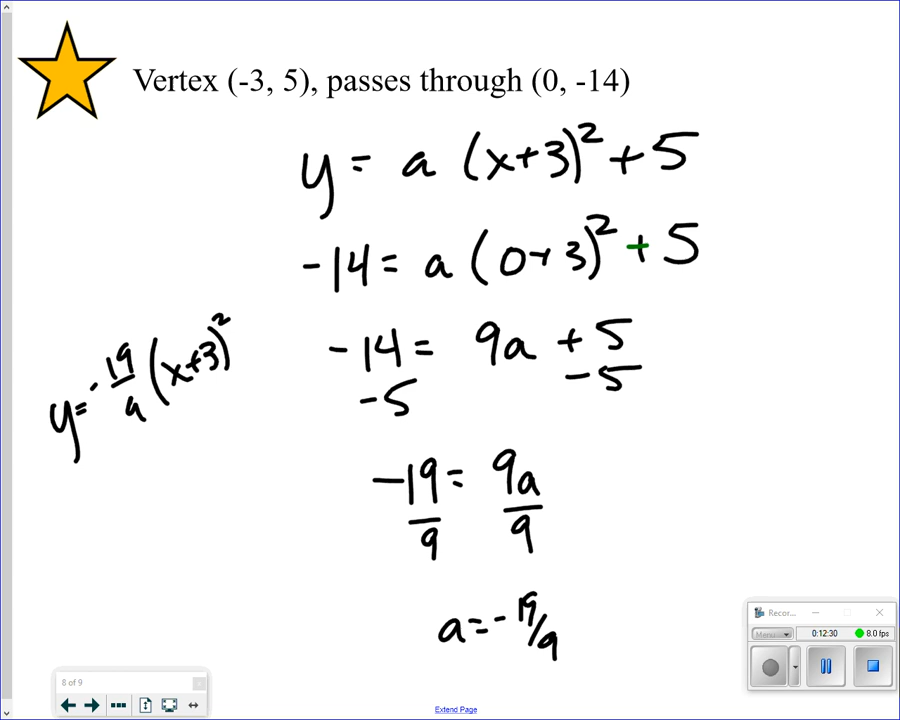 Vertex (-3, 5), passes through (0, -14)
y = a (x+3)² + 5
-14 = a (0+3)² + 5
-14 = 9a + 5
-5 -5
y = -19/9 (x+3)²
-19/9 = 9a/9
a = -19/9
Recor...
Menu
0:12:30
8.0 fps
8 of 9
Extend Page